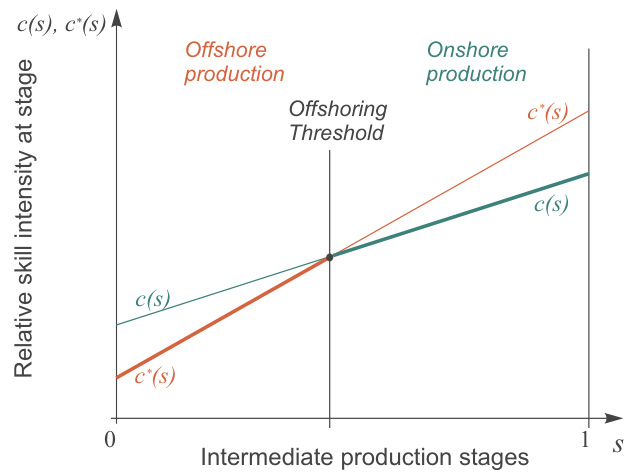 c(s), c*(s)
Offshore
production
Onshore
production
Offshoring
Threshold
c*(s)
c(s)
c(s)
c*(s)
Relative skill intensity at stage
0
1
s
Intermediate production stages